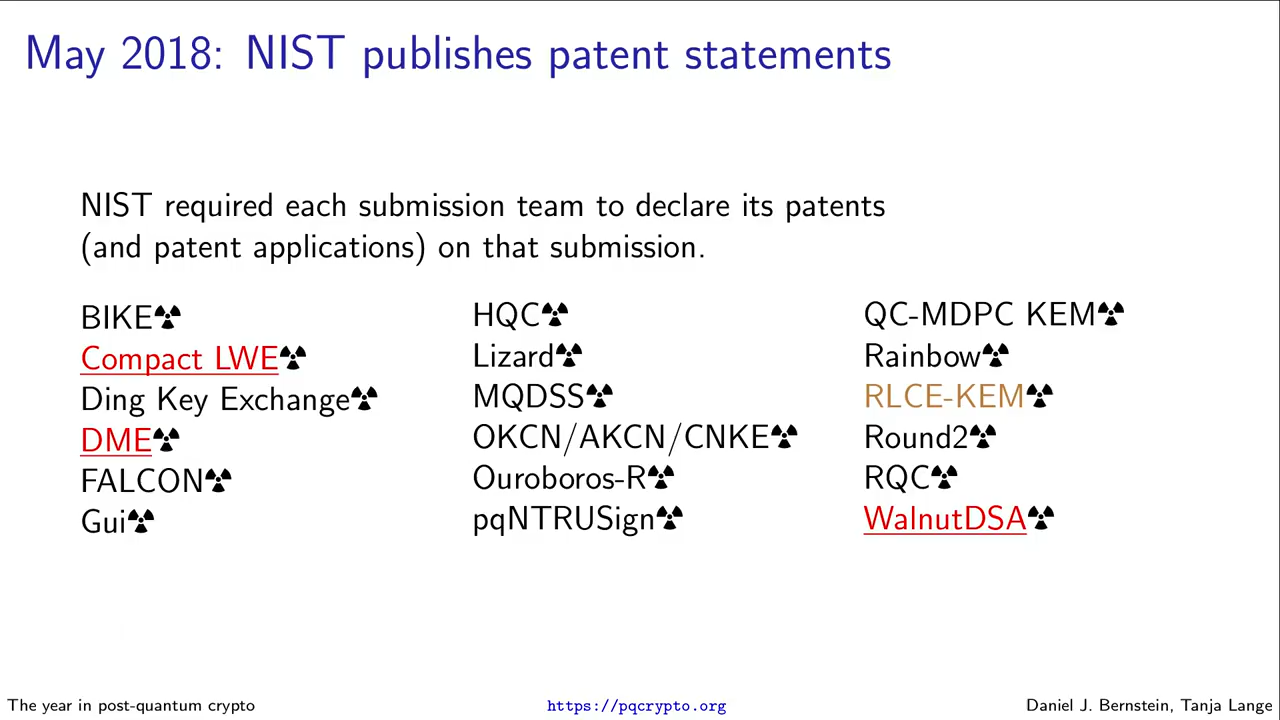 May 2018: NIST publishes patent statements
NIST required each submission team to declare its patents
(and patent applications) on that submission.
BIKE☢
Compact LWE☢
Ding Key Exchange☢
DME☢
FALCON☢
Gui☢
HQC☢
Lizard☢
MQDSS☢
OKCN/AKCN/CNKE☢
Ouroboros-R☢
pqNTRUSign☢
QC-MDPC KEM☢
Rainbow☢
RLCE-KEM☢
Round2☢
RQC☢
WalnutDSA☢
The year in post-quantum crypto
https://pqcrypto.org
Daniel J. Bernstein, Tanja Lange